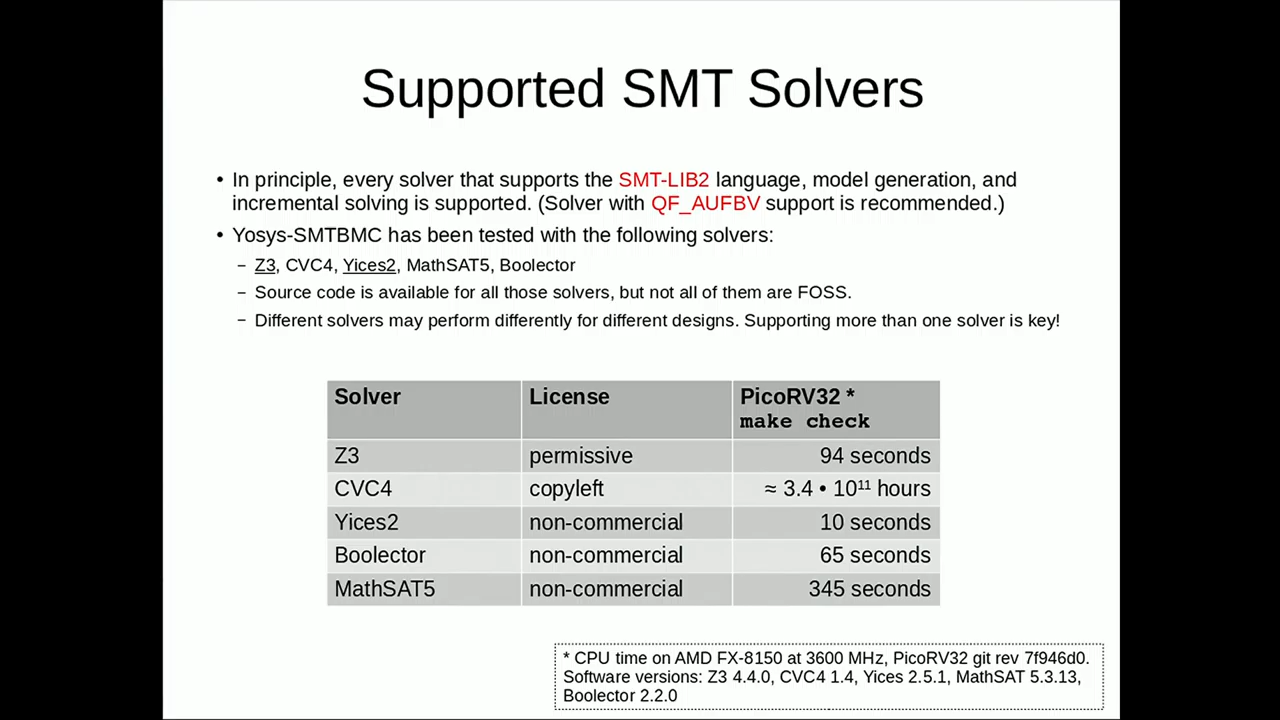 Supported SMT Solvers
• In principle, every solver that supports the SMT-LIB2 language, model generation, and
incremental solving is supported. (Solver with QF_AUFBV support is recommended.)
• Yosys-SMTBMC has been tested with the following solvers:
– Z3, CVC4, Yices2, MathSAT5, Boolector
– Source code is available for all those solvers, but not all of them are FOSS.
– Different solvers may perform differently for different designs. Supporting more than one solver is key!
Solver License PicoRV32 *
make check
Z3 permissive 94 seconds
CVC4 copyleft ≈ 3.4 • 10¹¹ hours
Yices2 non-commercial 10 seconds
Boolector non-commercial 65 seconds
MathSAT5 non-commercial 345 seconds
* CPU time on AMD FX-8150 at 3600 MHz, PicoRV32 git rev 7f946d0.
Software versions: Z3 4.4.0, CVC4 1.4, Yices 2.5.1, MathSAT 5.3.13,
Boolector 2.2.0